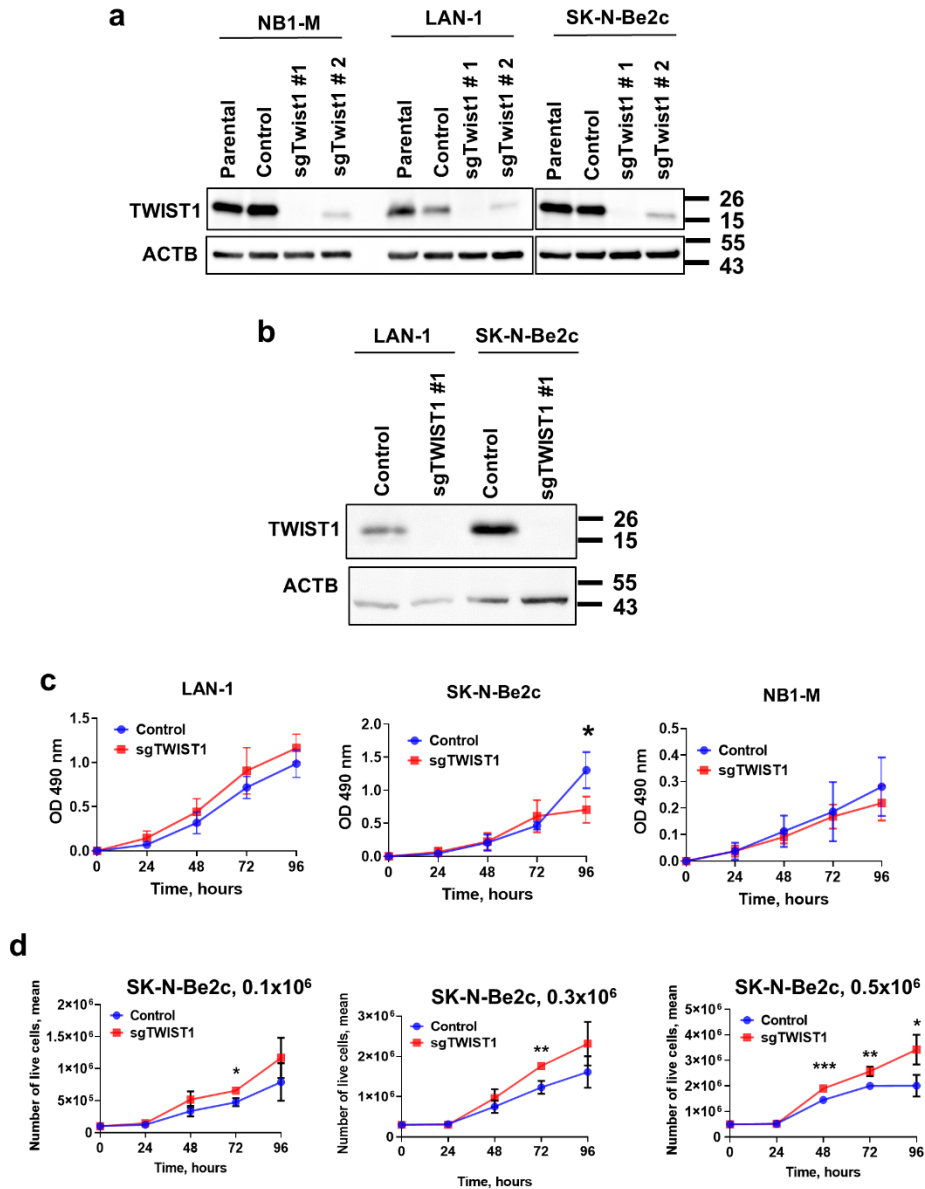 a
NB1-M LAN-1 SK-N-Be2c
Parental Control sgTwist1 #1 sgTwist1 # 2 Parental Control sgTwist1 # 1 sgTwist1 # 2 Parental Control sgTwist1 # 1 sgTwist1 # 2
TWIST1 26
15
ACTB 55
43
b
LAN-1 SK-N-Be2c
Control sgTWIST1 #1 Control sgTWIST1 #1
TWIST1 26
15
ACTB 55
43
c
LAN-1
OD 490 nm
1.5
1.0
0.5
0.0
Control
sgTWIST1
0 24 48 72 96
Time, hours
SK-N-Be2c
OD 490 nm
2.0
1.5
1.0
0.5
0.0
Control
sgTWIST1
*
0 24 48 72 96
Time, hours
NB1-M
OD 490 nm
0.5
0.4
0.3
0.2
0.1
0.0
Control
sgTWIST1
0 24 48 72 96
Time, hours
d
SK-N-Be2c, 0.1x10⁶
Number of live cells, mean
2×10⁶
2×10⁶
1×10⁶
5×10⁵
0
Control
sgTWIST1
*
0 24 48 72 96
Time, hours
SK-N-Be2c, 0.3x10⁶
Number of live cells, mean
3×10⁶
2×10⁶
1×10⁶
0
Control
sgTWIST1
**
0 24 48 72 96
Time, hours
SK-N-Be2c, 0.5x10⁶
Number of live cells, mean
5×10⁶
4×10⁶
3×10⁶
2×10⁶
1×10⁶
0
Control
sgTWIST1
*** ** *
0 24 48 72 96
Time, hours